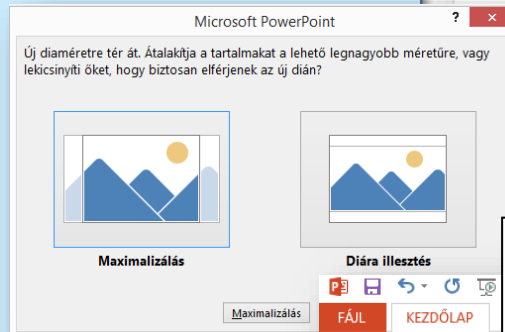 Microsoft PowerPoint
Új diaméretre tér át. Átalakítja a tartalmakat a lehető legnagyobb méretűre, vagy
lekicsinyíti őket, hogy biztosan elférjenek az új dián?
Maximalizálás
Diára illesztés
Maximalizálás
FÁJL
KEZDŐLAP